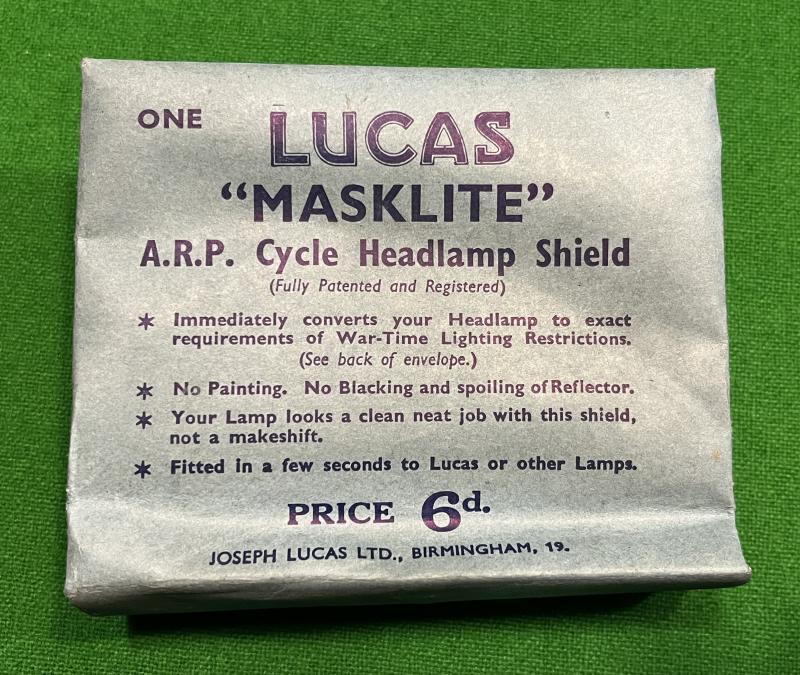 ONE LUCAS
“MASKLITE”
A.R.P. Cycle Headlamp Shield
(Fully Patented and Registered)
* Immediately converts your Headlamp to exact
requirements of War-Time Lighting Restrictions.
(See back of envelope.)
* No Painting. No Blacking and spoiling of Reflector.
* Your Lamp looks a clean neat job with this shield,
not a makeshift.
* Fitted in a few seconds to Lucas or other Lamps.
PRICE 6d.
JOSEPH LUCAS LTD., BIRMINGHAM, 19.